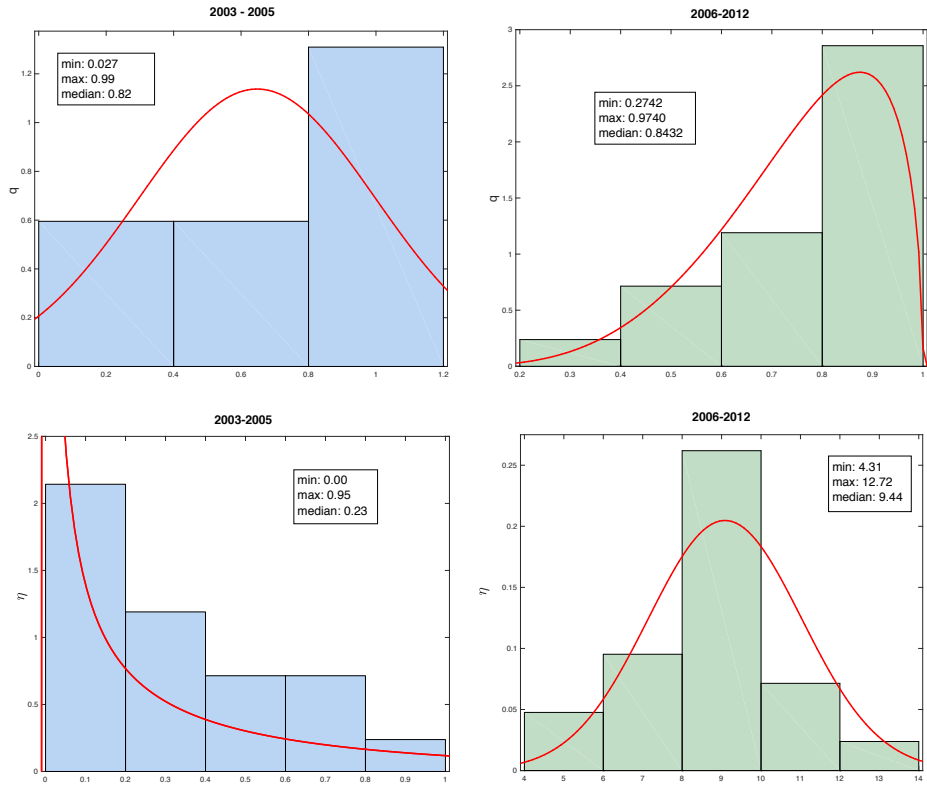 2003 - 2005
min: 0.027
max: 0.99
median: 0.82
q
1.2
1
0.8
0.6
0.4
0.2
0
0 0.2 0.4 0.6 0.8 1 1.2
2006-2012
min: 0.2742
max: 0.9740
median: 0.8432
q
3
2.5
2
1.5
1
0.5
0
0.2 0.3 0.4 0.5 0.6 0.7 0.8 0.9 1
2003-2005
min: 0.00
max: 0.95
median: 0.23
η
2.5
2
1.5
1
0.5
0
0 0.1 0.2 0.3 0.4 0.5 0.6 0.7 0.8 0.9 1
2006-2012
min: 4.31
max: 12.72
median: 9.44
η
0.25
0.2
0.15
0.1
0.05
0
4 5 6 7 8 9 10 11 12 13 14